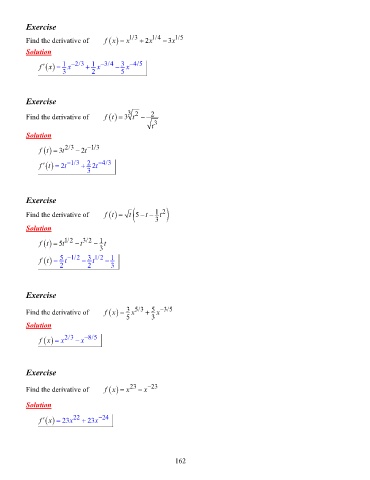 Exercise
Find the derivative of f(x) = x^{1/3} + 2x^{1/4} − 3x^{1/5}
Solution
f′(x) = \frac{1}{3}x^{−2/3} + \frac{1}{2}x^{−3/4} − \frac{3}{5}x^{−4/5}
Exercise
Find the derivative of f(t) = 3\sqrt[3]{t^2} − \frac{2}{\sqrt{t^3}}
Solution
f(t) = 3t^{2/3} − 2t^{−1/3}
f′(t) = 2t^{−1/3} + \frac{2}{3}2t^{−4/3}
Exercise
Find the derivative of f(t) = \sqrt{t}(5 − t − \frac{1}{3}t^2)
Solution
f(t) = 5t^{1/2} − t^{3/2} − \frac{1}{3}t
f(t) = \frac{5}{2}t^{−1/2} − \frac{3}{2}t^{1/2} − \frac{1}{3}
Exercise
Find the derivative of f(x) = \frac{3}{5}x^{5/3} + \frac{5}{3}x^{−3/5}
Solution
f(x) = x^{2/3} − x^{−8/5}
Exercise
Find the derivative of f(x) = x^{23} − x^{−23}
Solution
f′(x) = 23x^{22} + 23x^{−24}
162